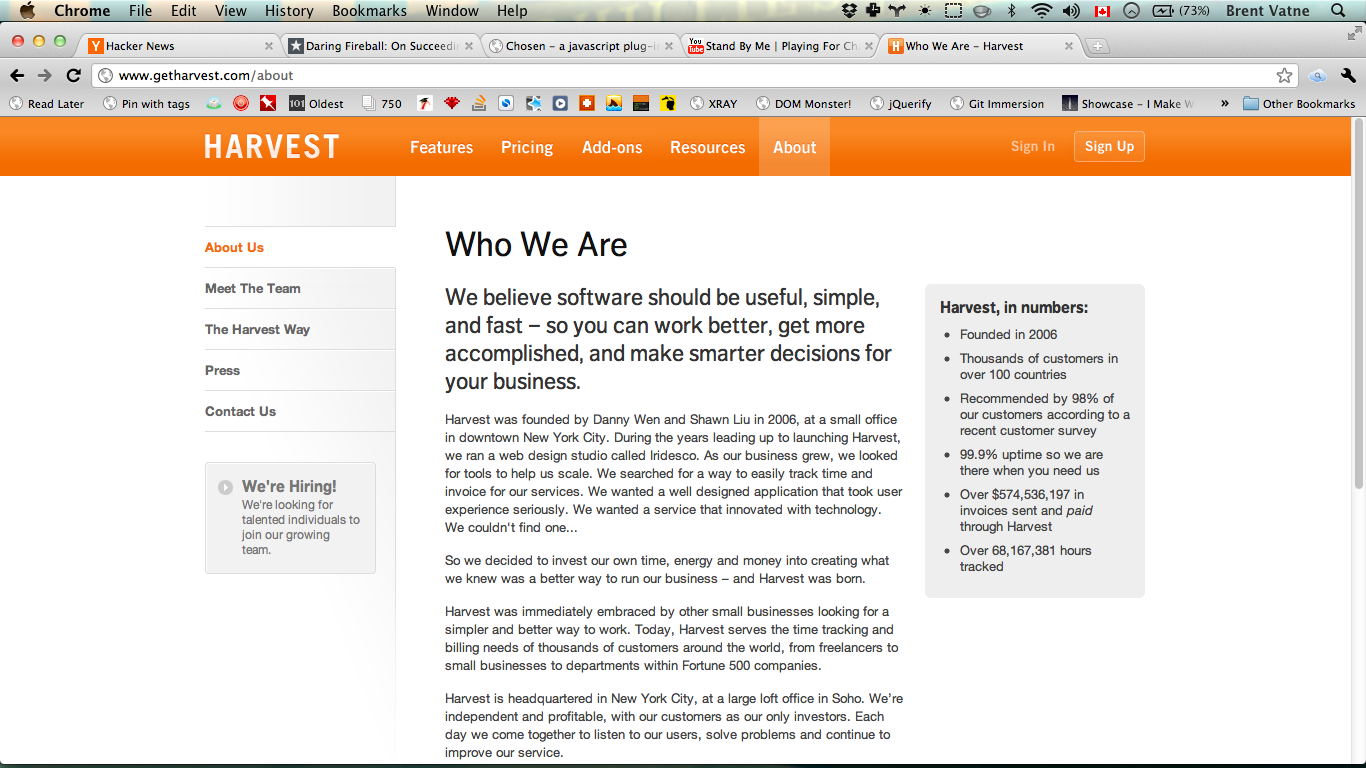 Chrome File Edit View History Bookmarks Window Help (73%) Brent Vatne
Hacker News Daring Fireball: On Succeedi Chosen – a javascript plug-i You Tube Stand By Me | Playing For Ch Who We Are – Harvest
www.getharvest.com/about
Read Later Pin with tags 101 Oldest 750 XRAY DOM Monster! jQuerify Git Immersion Showcase – I Make W » Other Bookmarks
HARVEST Features Pricing Add-ons Resources About Sign In Sign Up
About Us
Meet The Team
The Harvest Way
Press
Contact Us
We're Hiring!
We're looking for
talented individuals to
join our growing
team.
Who We Are
We believe software should be useful, simple,
and fast – so you can work better, get more
accomplished, and make smarter decisions for
your business.
Harvest was founded by Danny Wen and Shawn Liu in 2006, at a small office
in downtown New York City. During the years leading up to launching Harvest,
we ran a web design studio called Iridesco. As our business grew, we looked
for tools to help us scale. We searched for a way to easily track time and
invoice for our services. We wanted a well designed application that took user
experience seriously. We wanted a service that innovated with technology.
We couldn't find one...
So we decided to invest our own time, energy and money into creating what
we knew was a better way to run our business – and Harvest was born.
Harvest was immediately embraced by other small businesses looking for a
simpler and better way to work. Today, Harvest serves the time tracking and
billing needs of thousands of customers around the world, from freelancers to
small businesses to departments within Fortune 500 companies.
Harvest is headquartered in New York City, at a large loft office in Soho. We're
independent and profitable, with our customers as our only investors. Each
day we come together to listen to our users, solve problems and continue to
improve our service.
Harvest, in numbers:
• Founded in 2006
• Thousands of customers in
over 100 countries
• Recommended by 98% of
our customers according to a
recent customer survey
• 99.9% uptime so we are
there when you need us
• Over $574,536,197 in
invoices sent and paid
through Harvest
• Over 68,167,381 hours
tracked